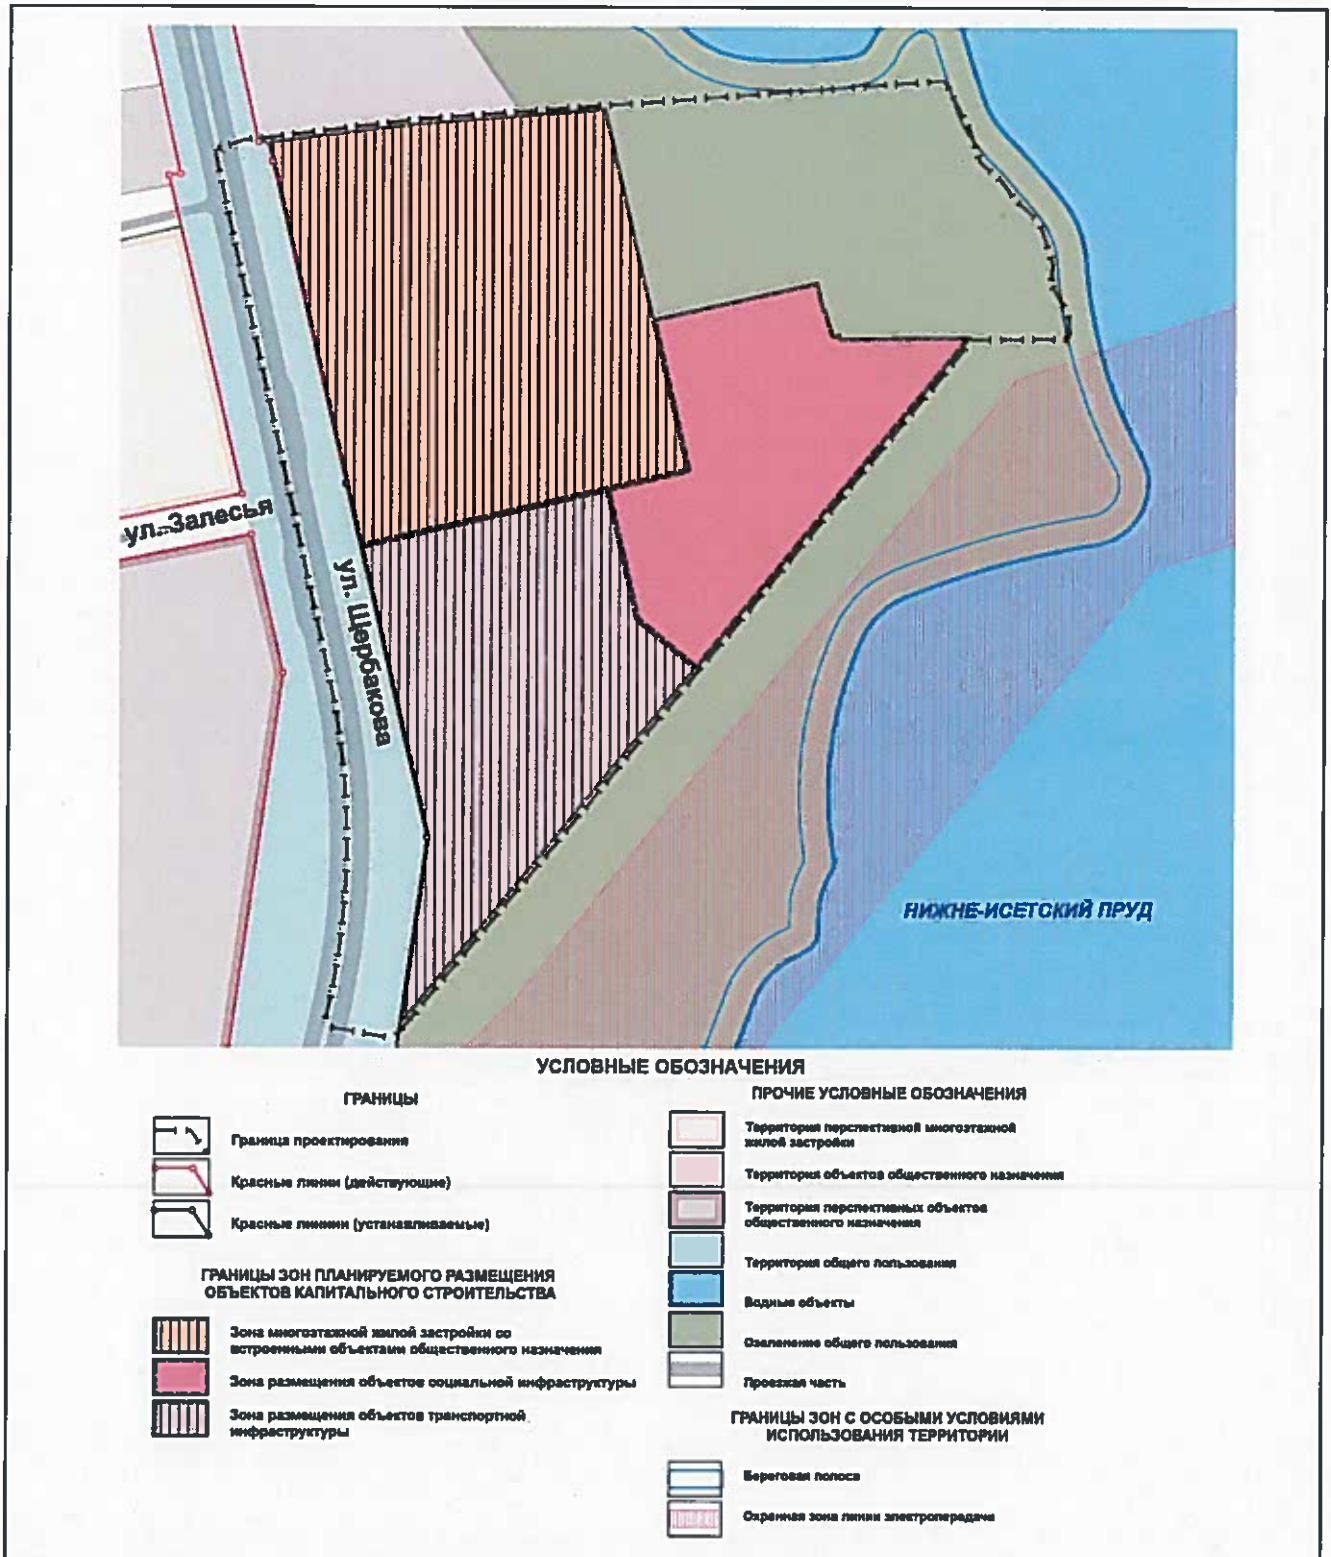 ул. Залесья
ул. Щербакова
НИЖНЕ-ИСЕТСКИЙ ПРУД
УСЛОВНЫЕ ОБОЗНАЧЕНИЯ
ГРАНИЦЫ
Граница проектирования
Красные линии (действующие)
Красные линнии (устанавливаемые)
ГРАНИЦЫ ЗОН ПЛАНИРУЕМОГО РАЗМЕЩЕНИЯ
ОБЪЕКТОВ КАПИТАЛЬНОГО СТРОИТЕЛЬСТВА
Зона многоэтажной жилой застройки со
встроенными объектами общественного назначения
Зона размещения объектов социальной инфраструктуры
Зона размещения объектов транспортной
инфраструктуры
ПРОЧИЕ УСЛОВНЫЕ ОБОЗНАЧЕНИЯ
Территория перспективной многоэтажной
жилой застройки
Территория объектов общественного назначения
Территория перспективных объектов
общественного назначения
Территория общего пользования
Водные объекты
Озеленение общего пользования
Проезжая часть
ГРАНИЦЫ ЗОН С ОСОБЫМИ УСЛОВИЯМИ
ИСПОЛЬЗОВАНИЯ ТЕРРИТОРИИ
Береговая полоса
Охранная зона линии электропередачи